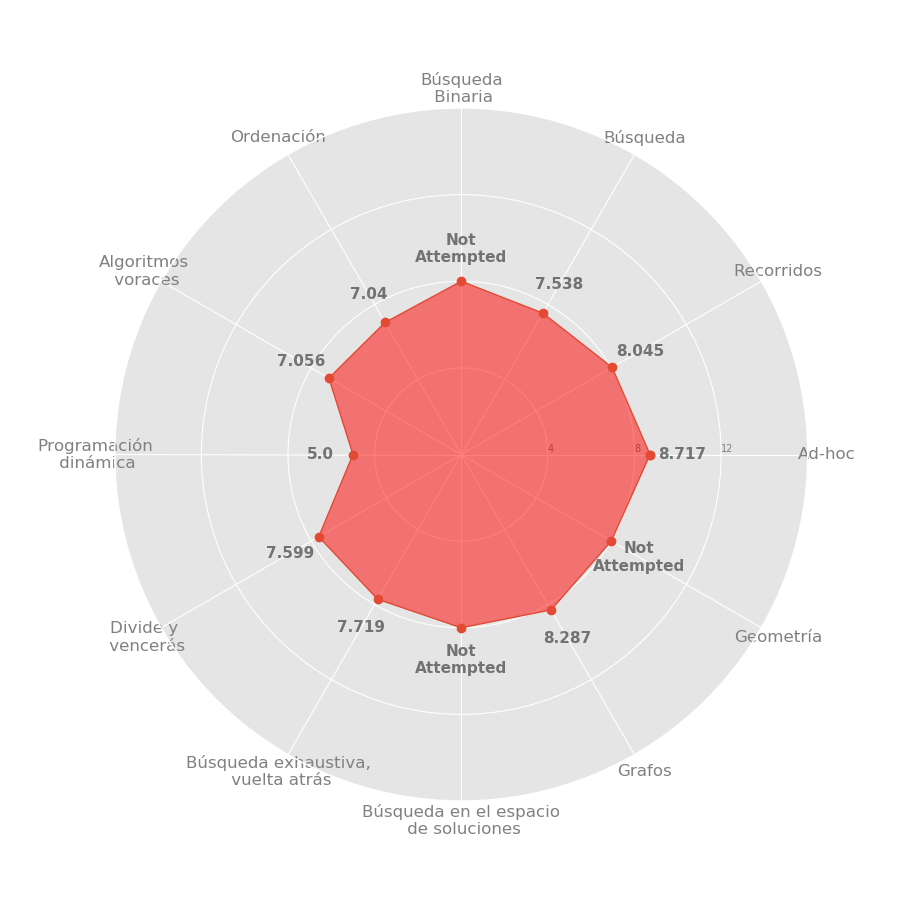 Búsqueda
Binaria
Ordenación
Búsqueda
Not
Attempted
Algoritmos
voraces
Recorridos
7.04
7.538
7.056
8.045
Programación
dinámica
5.0
4
8
12
8.717
Ad-hoc
7.599
Not
Attempted
Divide y
vencerás
7.719
Not
Attempted
8.287
Geometría
Búsqueda exhaustiva,
vuelta atrás
Grafos
Búsqueda en el espacio
de soluciones